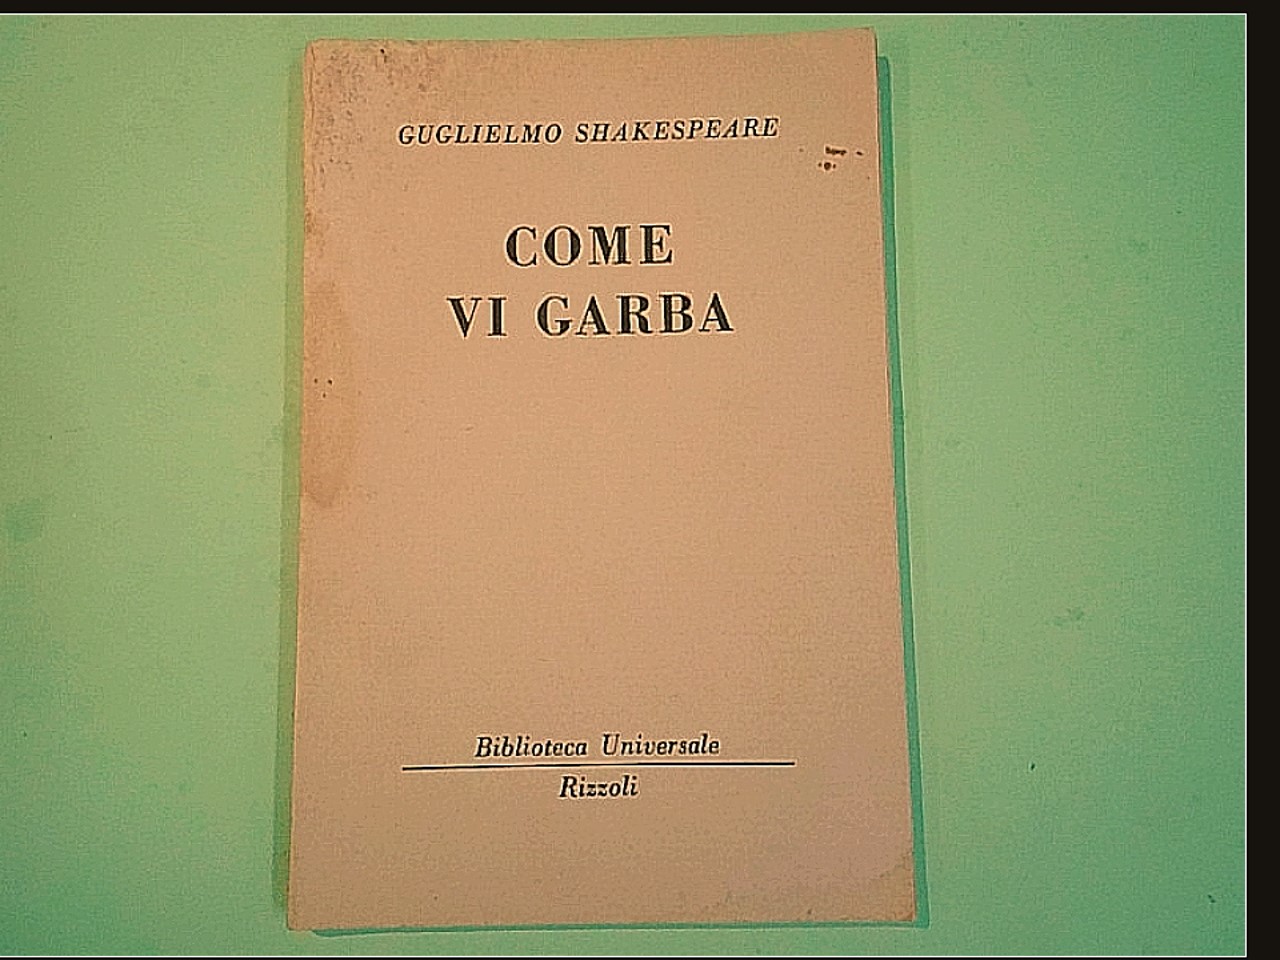 GUGLIELMO SHAKESPEARE
COME
VI GARBA
Biblioteca Universale
Rizzoli